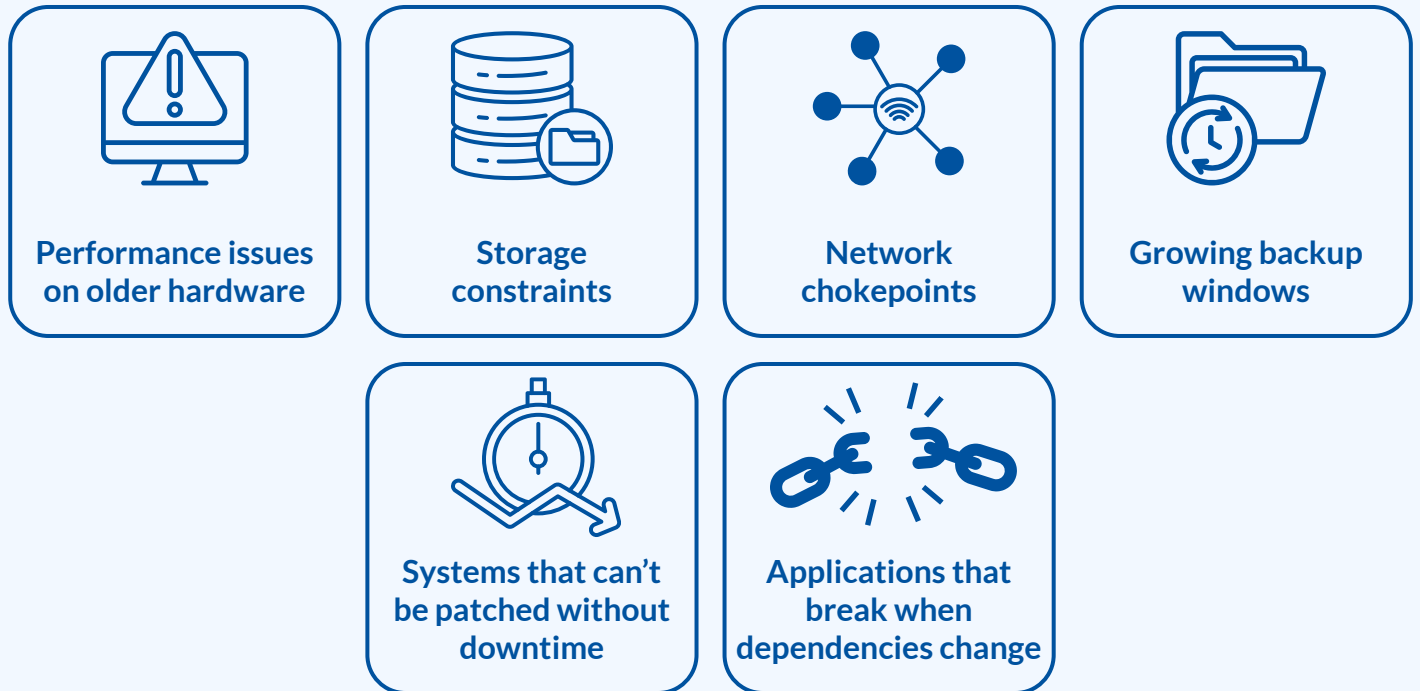 Performance issues
on older hardware
Storage
constraints
Network
chokepoints
Growing backup
windows
Systems that can’t
be patched without
downtime
Applications that
break when
dependencies change